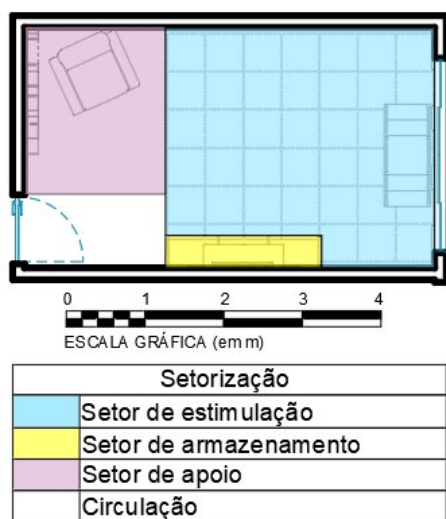 0 1 2 3 4
ESCALA GRÁFICA (em m)
Setorização
Setor de estimulação
Setor de armazenamento
Setor de apoio
Circulação